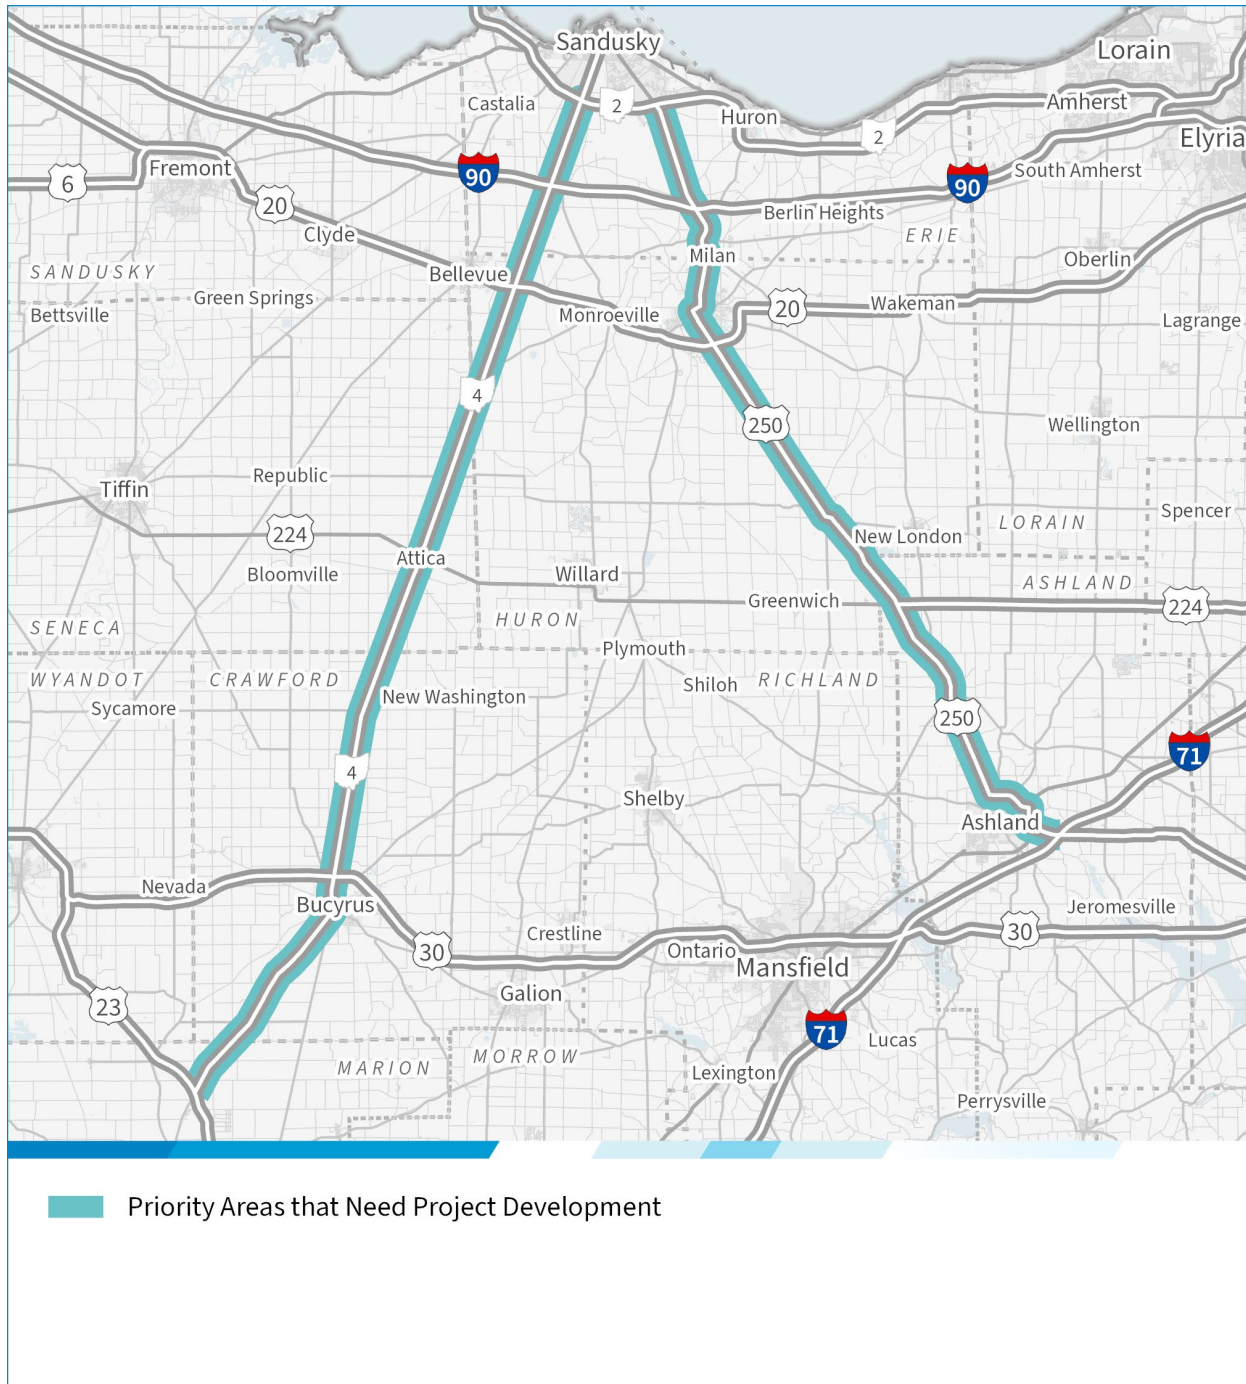 Sandusky
Lorain
Castalia
2
Huron
Amherst
2
Elyria
Fremont
90
90
South Amherst
6
20
Clyde
Berlin Heights
ERIE
SANDUSKY
Bellevue
Milan
Oberlin
Green Springs
Bettsville
Monroeville
20
Wakeman
Lagrange
4
250
Wellington
Republic
Tiffin
224
Spencer
LORAIN
New London
Attica
Bloomville
Willard
ASHLAND
Greenwich
224
HURON
SENECA
Plymouth
WYANDOT
CRAWFORD
Shiloh
RICHLAND
New Washington
Sycamore
250
71
4
Shelby
Ashland
Nevada
Bucyrus
Jeromesville
Crestline
30
30
Ontario
Mansfield
Galion
23
71
Lucas
MORROW
MARION
Lexington
Perrysville
Priority Areas that Need Project Development